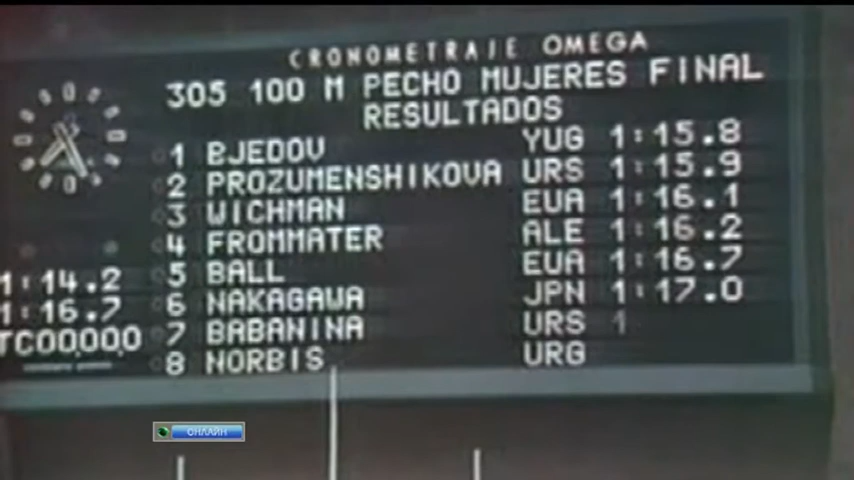 CRONOMETRAJE OMEGA
305 100 M PECHO MUJERES FINAL
RESULTADOS
1 BJEDOV YUG 1:15.8
2 PROZUMENSHIKOVA URS 1:15.9
3 WICHMAN EUA 1:16.1
4 FROMMATER ALE 1:16.2
5 BALL EUA 1:16.7
6 NAKAGAWA JPN 1:17.0
7 BABANINA URS 1
8 NORBIS URG
1:14.2
1:16.7
TC00,00,0
ОНЛАЙН